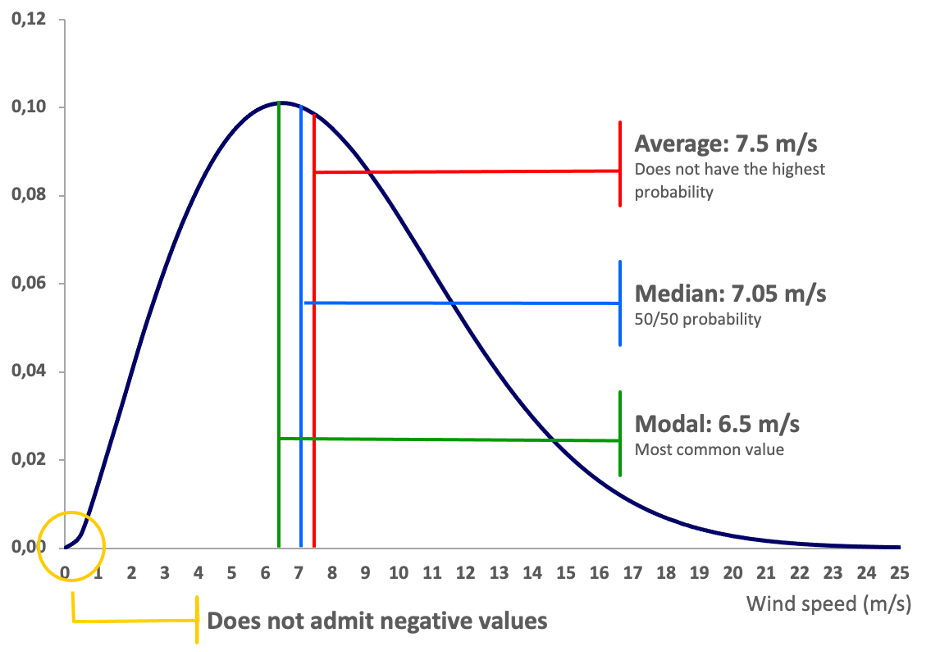 0,12
0,10
0,08
0,06
0,04
0,02
0,00
Average: 7.5 m/s
Does not have the highest
probability
Median: 7.05 m/s
50/50 probability
Modal: 6.5 m/s
Most common value
0 1 2 3 4 5 6 7 8 9 10 11 12 13 14 15 16 17 18 19 20 21 22 23 24 25
Wind speed (m/s)
Does not admit negative values